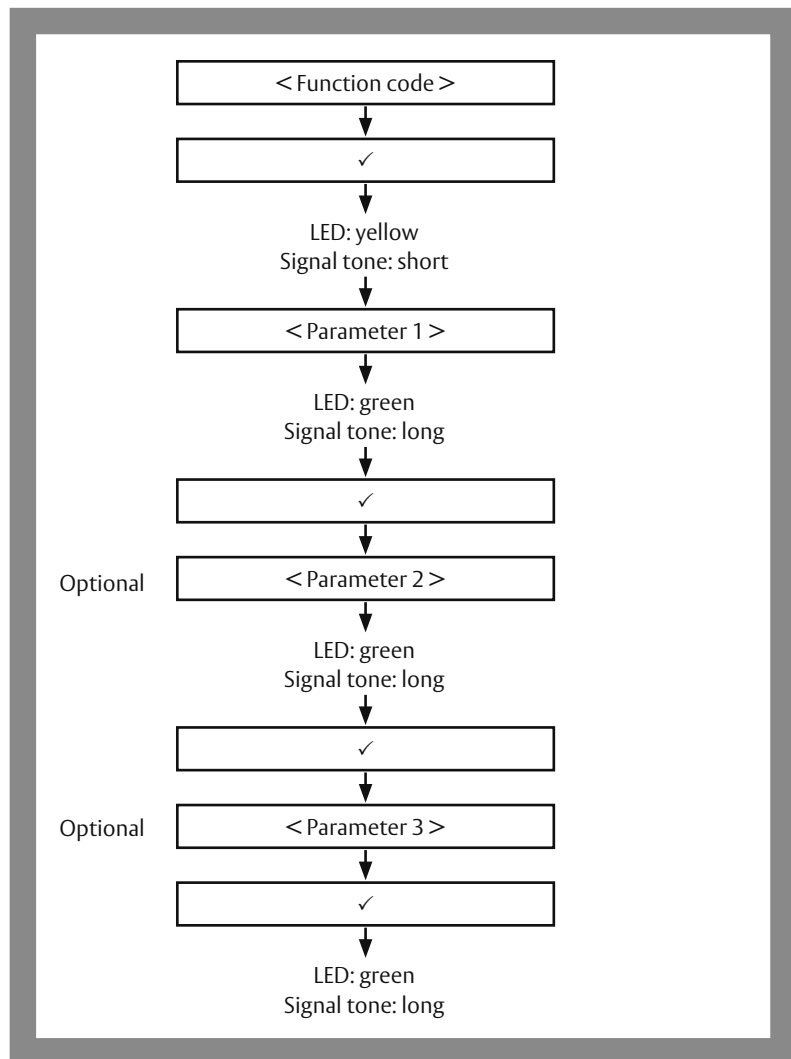 <Function code>
✓
LED: yellow
Signal tone: short
<Parameter 1>
LED: green
Signal tone: long
✓
Optional <Parameter 2>
LED: green
Signal tone: long
✓
Optional <Parameter 3>
✓
LED: green
Signal tone: long